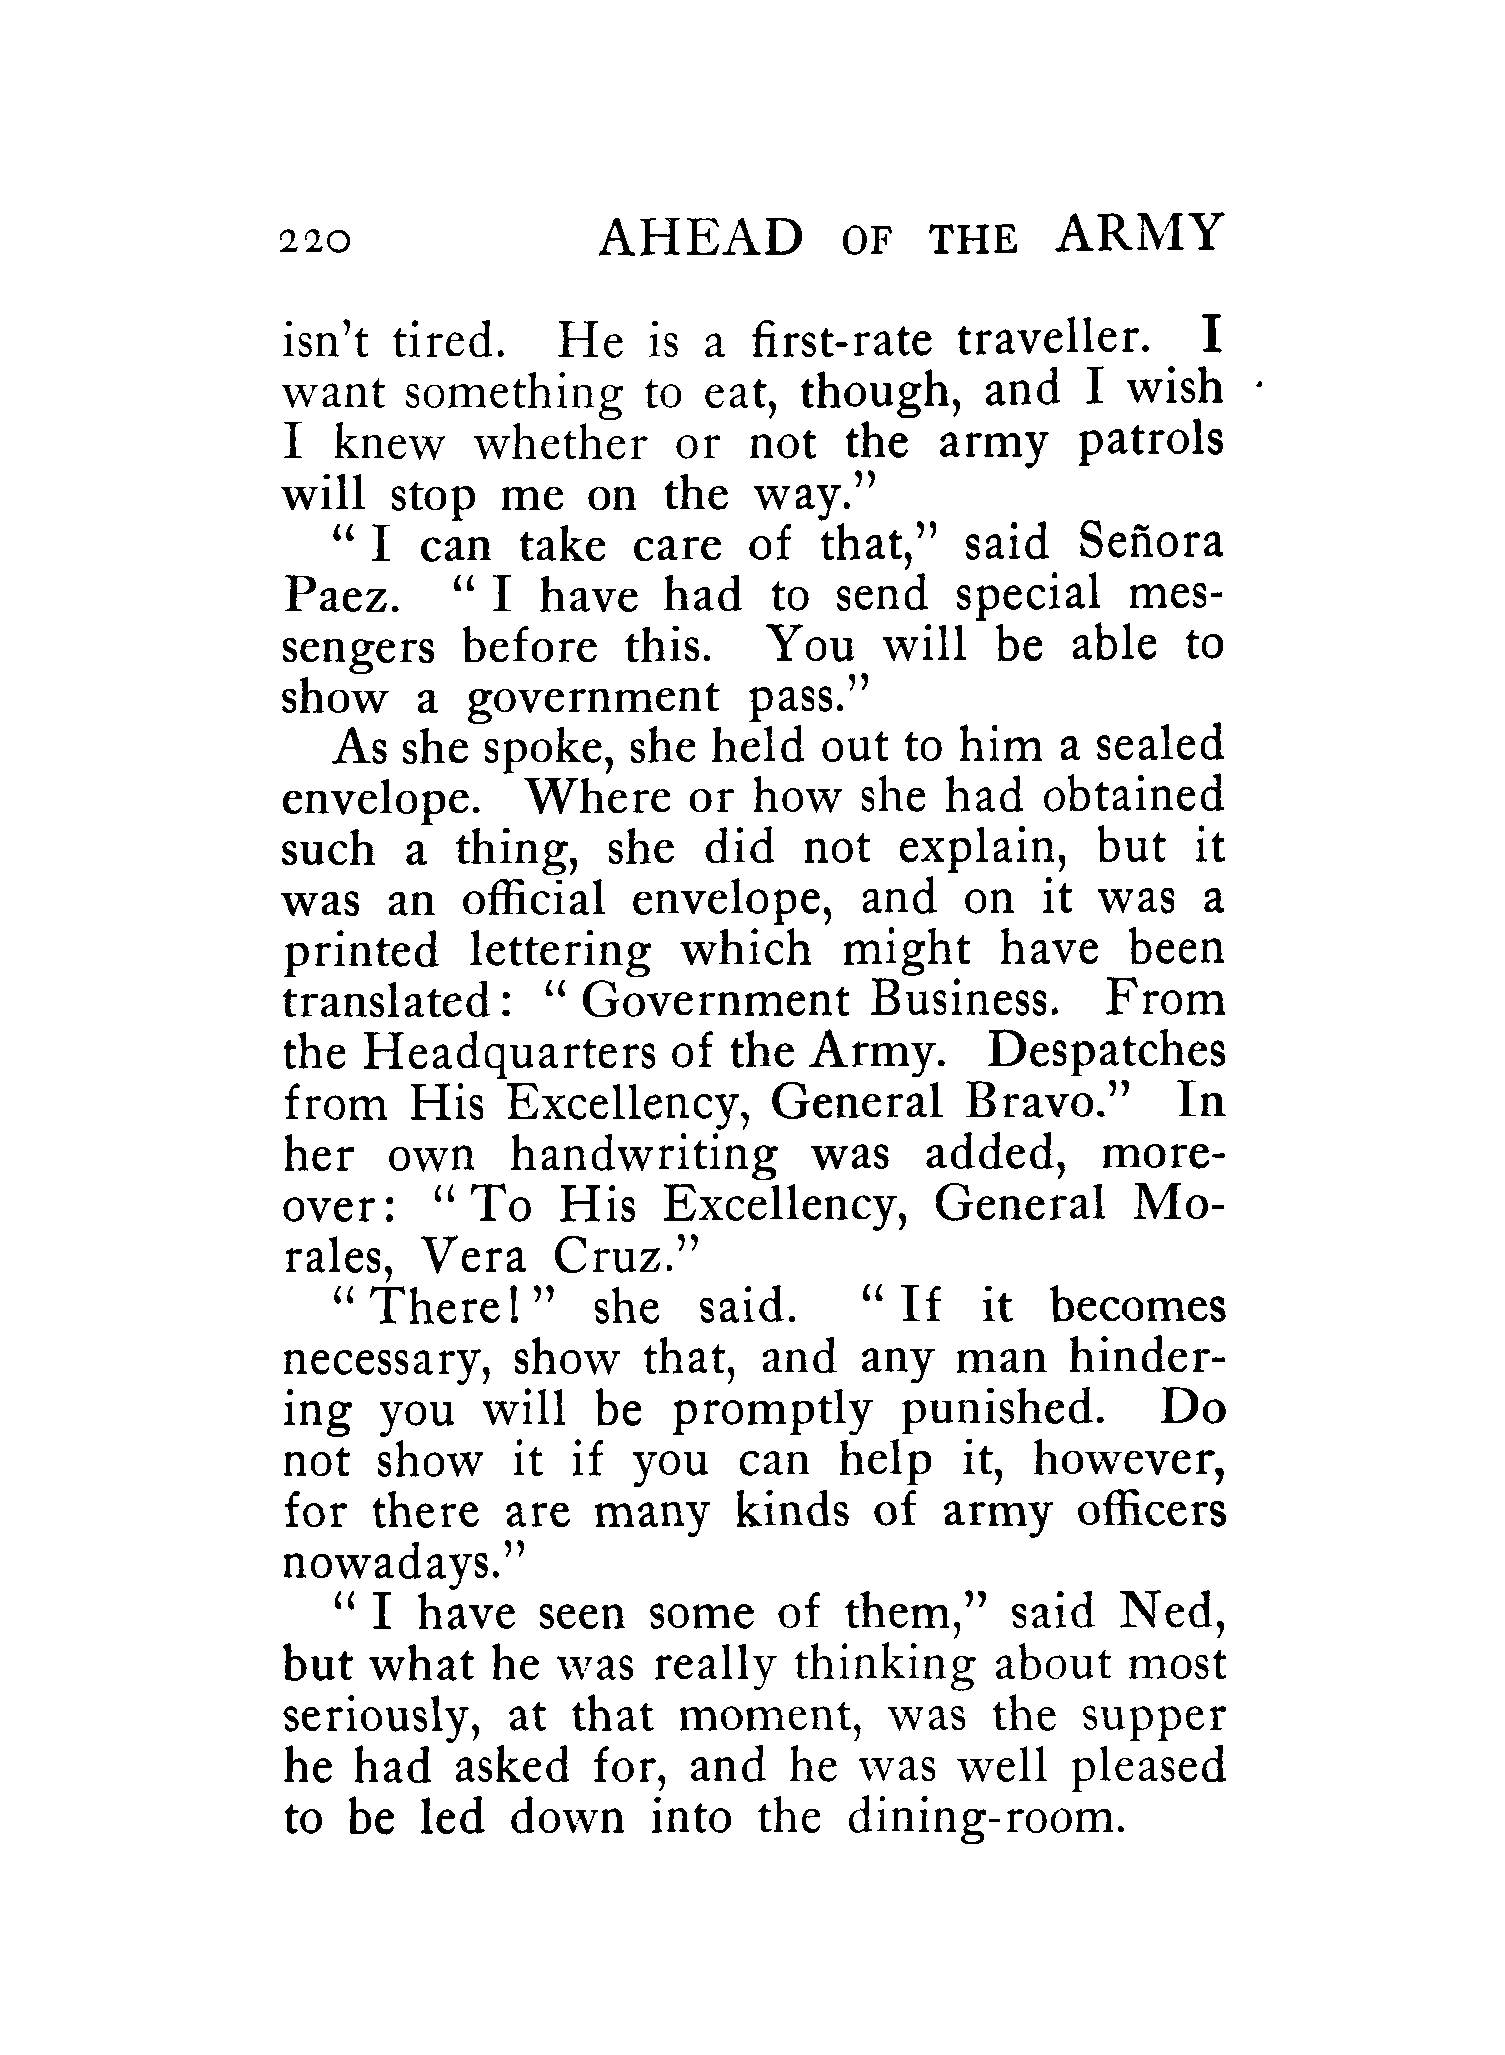 220 AHEAD OF THE ARMY
isn't tired. He is a first-rate traveller. I
want something to eat, though, and I wish
I knew whether or not the army patrols
will stop me on the way."
" I can take care of that," said Señora
Paez. " I have had to send special mes-
sengers before this. You will be able to
show a government pass."
As she spoke, she held out to him a sealed
envelope. Where or how she had obtained
such a thing, she did not explain, but it
was an official envelope, and on it was a
printed lettering which might have been
translated: " Government Business. From
the Headquarters of the Army. Despatches
from His Excellency, General Bravo." In
her own handwriting was added, more-
over: " To His Excellency, General Mo-
rales, Vera Cruz."
" There!" she said. " If it becomes
necessary, show that, and any man hinder-
ing you will be promptly punished. Do
not show it if you can help it, however,
for there are many kinds of army officers
nowadays."
" I have seen some of them," said Ned,
but what he was really thinking about most
seriously, at that moment, was the supper
he had asked for, and he was well pleased
to be led down into the dining-room.